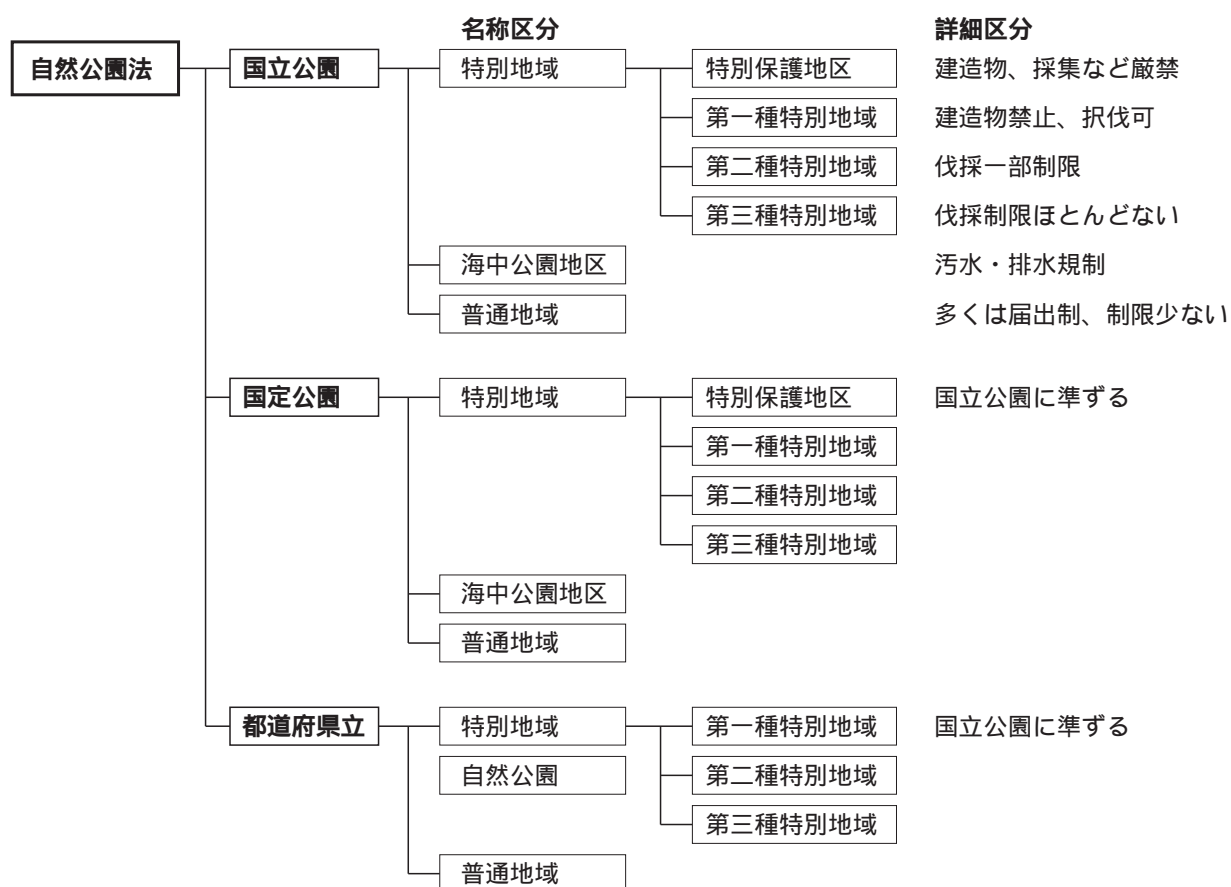 名称区分 詳細区分
自然公園法 国立公園 特別地域 特別保護地区 建造物、採集など厳禁
第一種特別地域 建造物禁止、択伐可
第二種特別地域 伐採一部制限
第三種特別地域 伐採制限ほとんどない
海中公園地区 汚水・排水規制
普通地域 多くは届出制、制限少ない
国定公園 特別地域 特別保護地区 国立公園に準ずる
第一種特別地域
第二種特別地域
第三種特別地域
海中公園地区
普通地域
都道府県立 特別地域 第一種特別地域 国立公園に準ずる
自然公園 第二種特別地域
第三種特別地域
普通地域